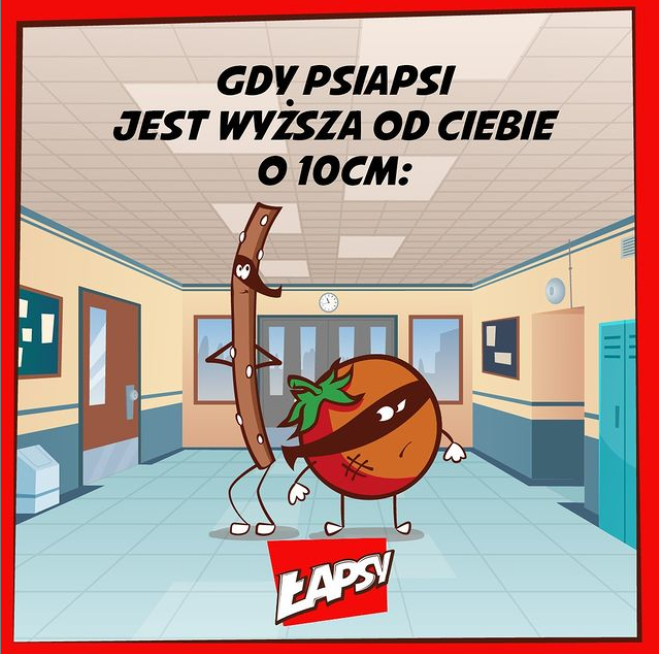 GDY PSIAPSI
JEST WYŻSZA OD CIEBIE
O 10CM:
ŁAPSY